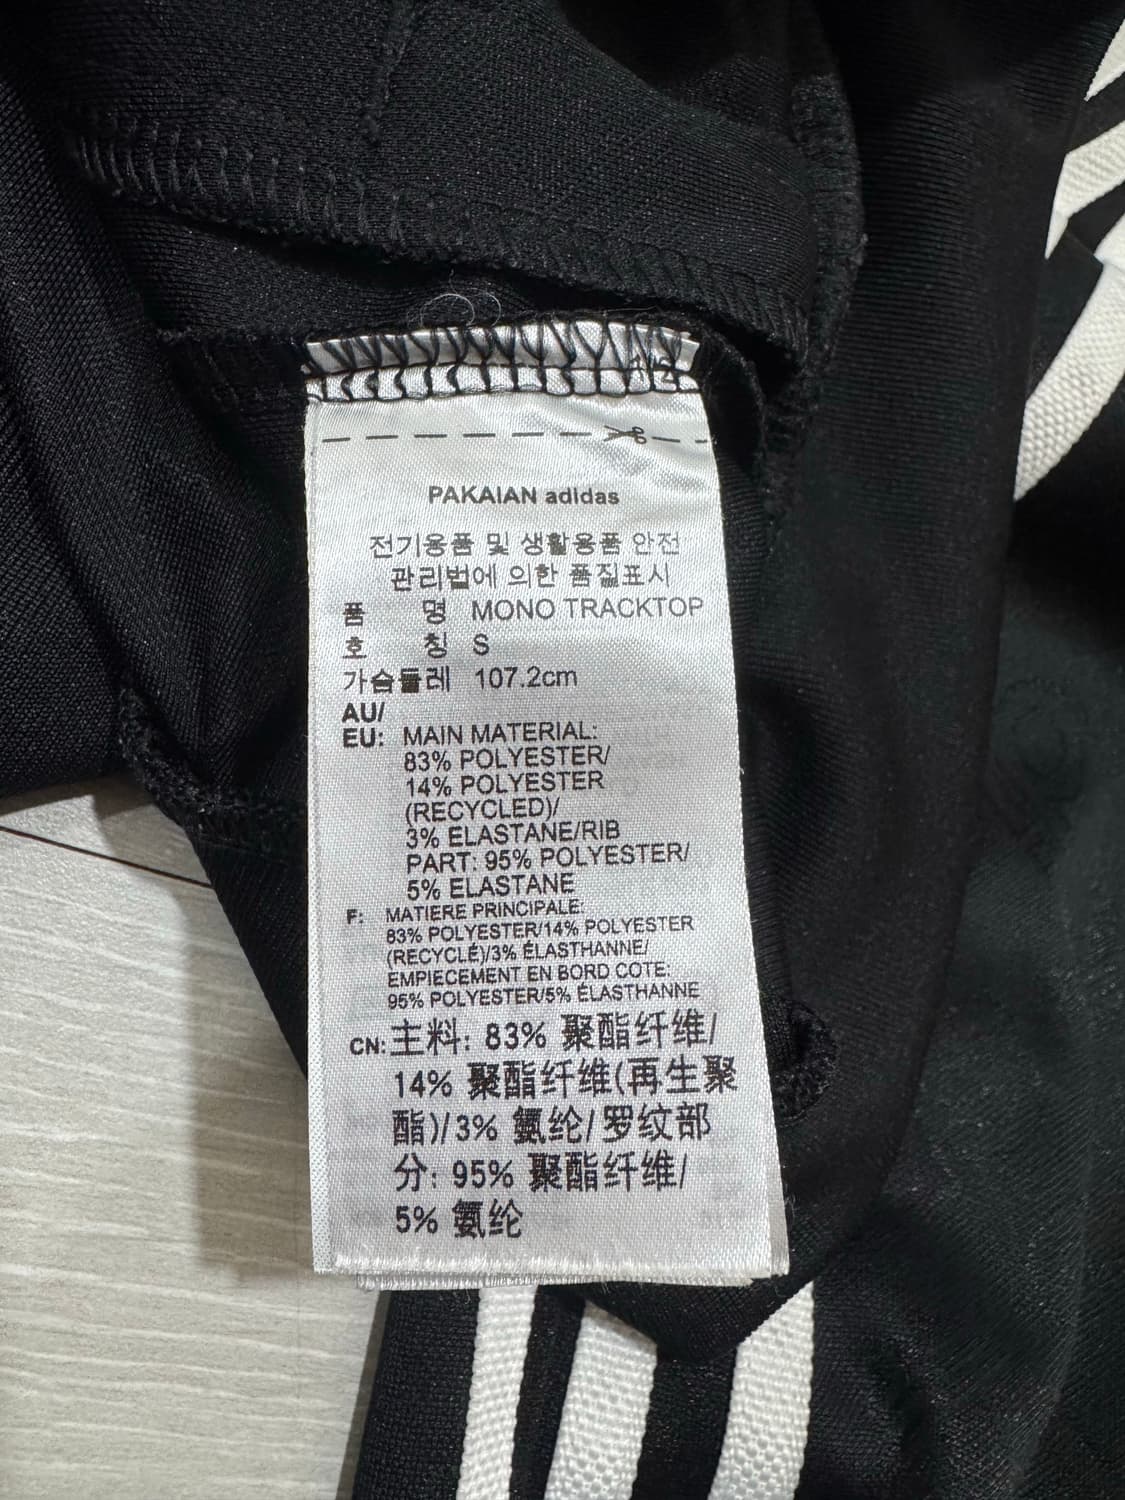 PAKAIAN adidas
전기용품 및 생활용품 안전
관리법에 의한 품질표시
품 명 MONO TRACKTOP
호 칭 S
가슴둘레 107.2cm
AU/
EU: MAIN MATERIAL:
83% POLYESTER/
14% POLYESTER
(RECYCLED)/
3% ELASTANE/RIB
PART: 95% POLYESTER/
5% ELASTANE
F: MATIERE PRINCIPALE:
83% POLYESTER/14% POLYESTER
(RECYCLÉ)/3% ÉLASTHANNE/
EMPIECEMENT EN BORD COTE:
95% POLYESTER/5% ÉLASTHANNE
CN: 主料: 83% 聚酯纤维/
14% 聚酯纤维(再生聚
酯)/3% 氨纶/罗纹部
分: 95% 聚酯纤维/
5% 氨纶